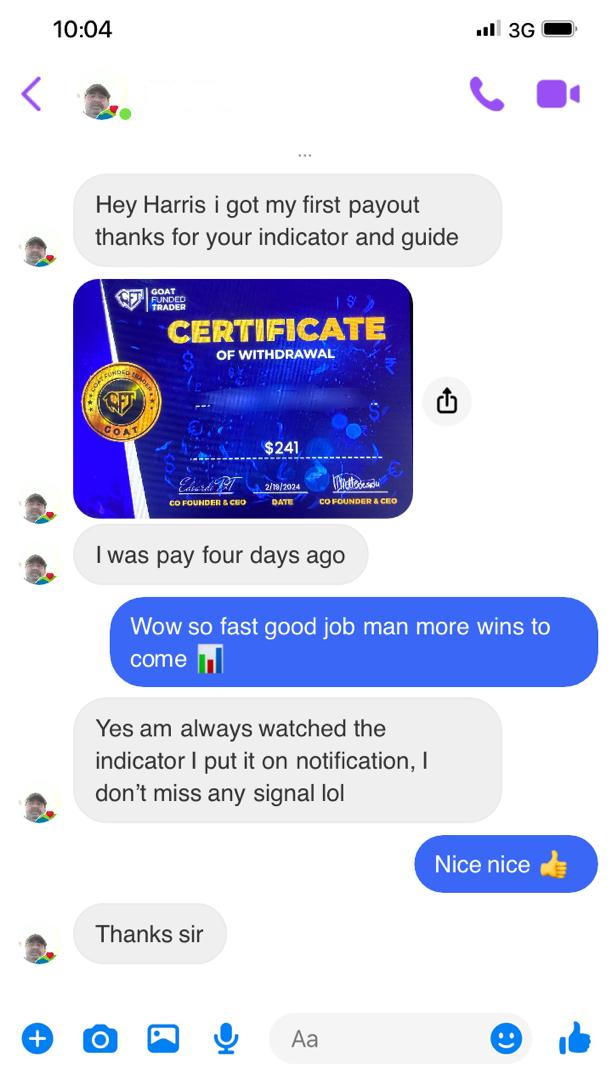 10:04
3G
...
Hey Harris i got my first payout
thanks for your indicator and guide
GOAT
FUNDED
TRADER
CERTIFICATE
OF WITHDRAWAL
GOAT FUNDED TRADER
GFT
GOAT
$241
2/19/2024
CO FOUNDER & CEO
DATE
CO FOUNDER & CEO
I was pay four days ago
Wow so fast good job man more wins to
come
Yes am always watched the
indicator I put it on notification, I
don’t miss any signal lol
Nice nice
Thanks sir
Aa